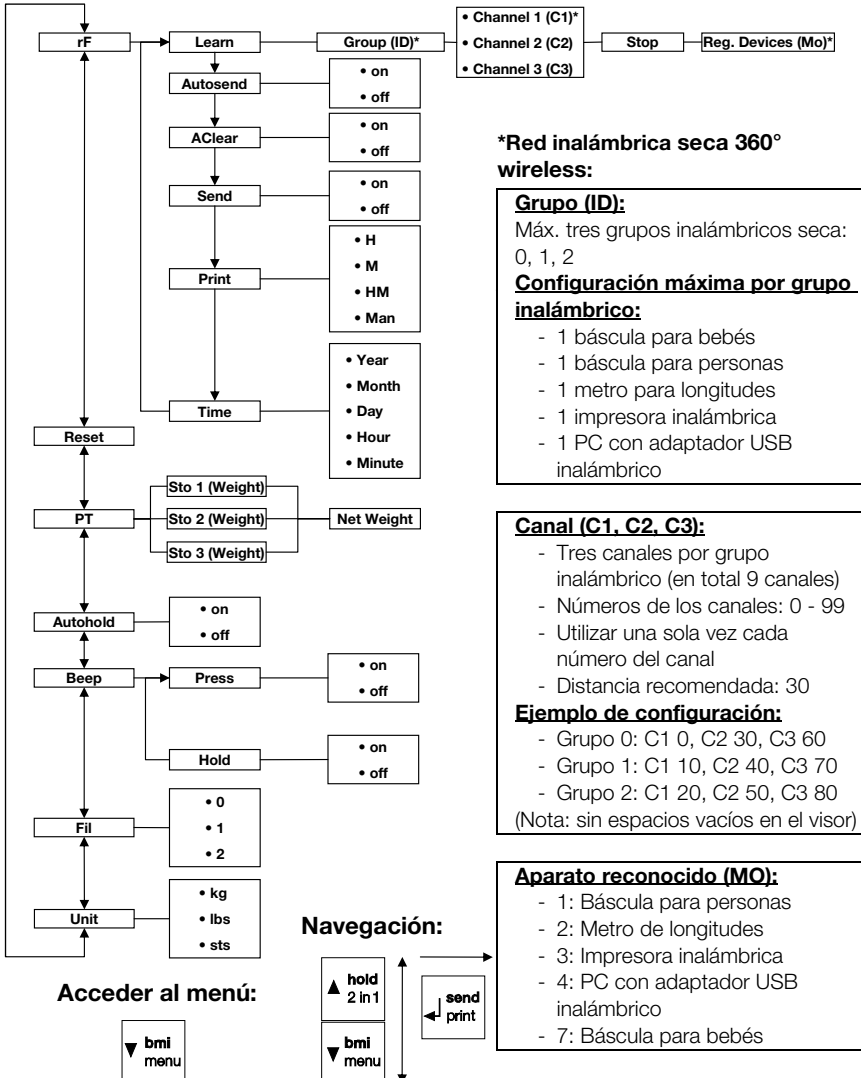 rF
Learn
Group (ID)*
• Channel 1 (C1)*
• Channel 2 (C2)
• Channel 3 (C3)
Stop
Reg. Devices (Mo)*
Autosend
• on
• off
AClear
• on
• off
Send
• on
• off
Print
• H
• M
• HM
• Man
Time
• Year
• Month
• Day
• Hour
• Minute
Reset
PT
Sto 1 (Weight)
Sto 2 (Weight)
Sto 3 (Weight)
Net Weight
Autohold
• on
• off
Beep
Press
• on
• off
Hold
• on
• off
Fil
• 0
• 1
• 2
Unit
• kg
• lbs
• sts
Acceder al menú:
▼ bmi
menu
Navegación:
▲ hold
2 in 1
▼ bmi
menu
send
print
*Red inalámbrica seca 360°
wireless:
Grupo (ID):
Máx. tres grupos inalámbricos seca:
0, 1, 2
Configuración máxima por grupo
inalámbrico:
- 1 báscula para bebés
- 1 báscula para personas
- 1 metro para longitudes
- 1 impresora inalámbrica
- 1 PC con adaptador USB
inalámbrico
Canal (C1, C2, C3):
- Tres canales por grupo
inalámbrico (en total 9 canales)
- Números de los canales: 0 - 99
- Utilizar una sola vez cada
número del canal
- Distancia recomendada: 30
Ejemplo de configuración:
- Grupo 0: C1 0, C2 30, C3 60
- Grupo 1: C1 10, C2 40, C3 70
- Grupo 2: C1 20, C2 50, C3 80
(Nota: sin espacios vacíos en el visor)
Aparato reconocido (MO):
- 1: Báscula para personas
- 2: Metro de longitudes
- 3: Impresora inalámbrica
- 4: PC con adaptador USB
inalámbrico
- 7: Báscula para bebés